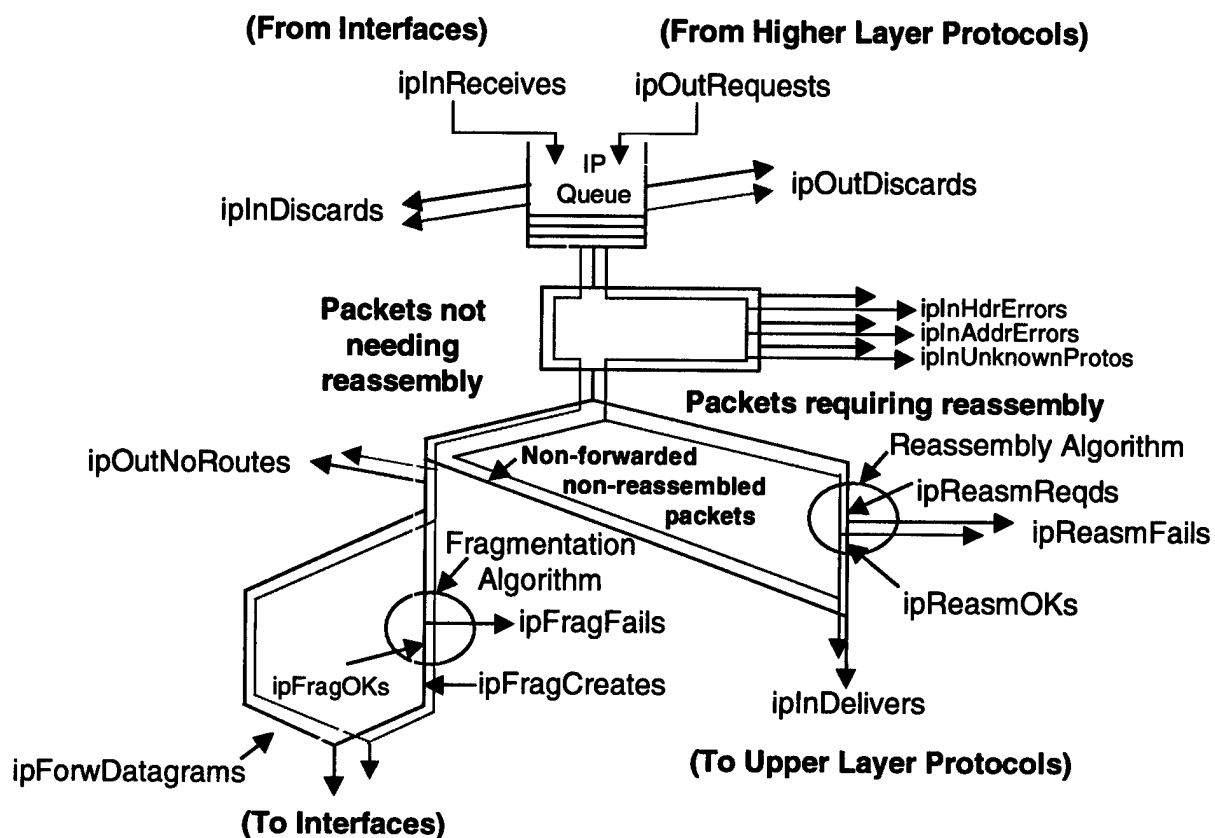 (From Interfaces)
(From Higher Layer Protocols)
ipInReceives
ipOutRequests
IP
Queue
ipInDiscards
ipOutDiscards
Packets not
needing
reassembly
ipInHdrErrors
ipInAddrErrors
ipInUnknownProtos
Packets requiring reassembly
ipOutNoRoutes
Non-forwarded
non-reassembled
packets
Reassembly Algorithm
ipReasmReqds
ipReasmFails
ipReasmOKs
Fragmentation
Algorithm
ipFragFails
ipFragOKs
ipFragCreates
ipInDelivers
ipForwDatagrams
(To Upper Layer Protocols)
(To Interfaces)